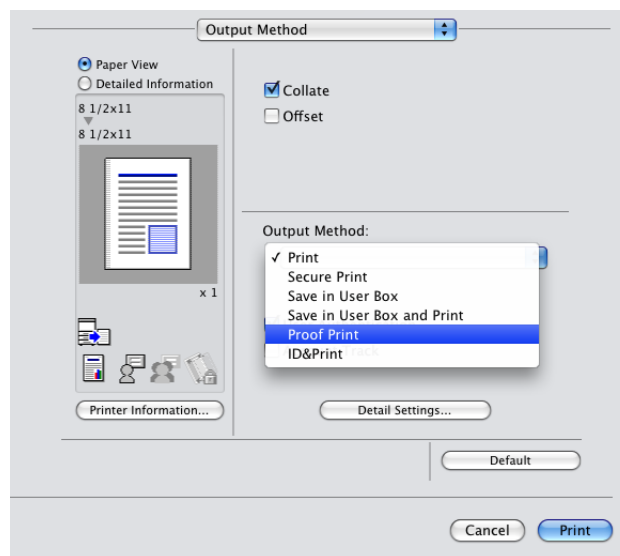 Output Method
Paper View
Detailed Information
8 1/2x11
8 1/2x11
x 1
Printer Information...
Collate
Offset
Output Method:
✓ Print
Secure Print
Save in User Box
Save in User Box and Print
Proof Print
ID&Print
Track
Detail Settings...
Default
Cancel
Print